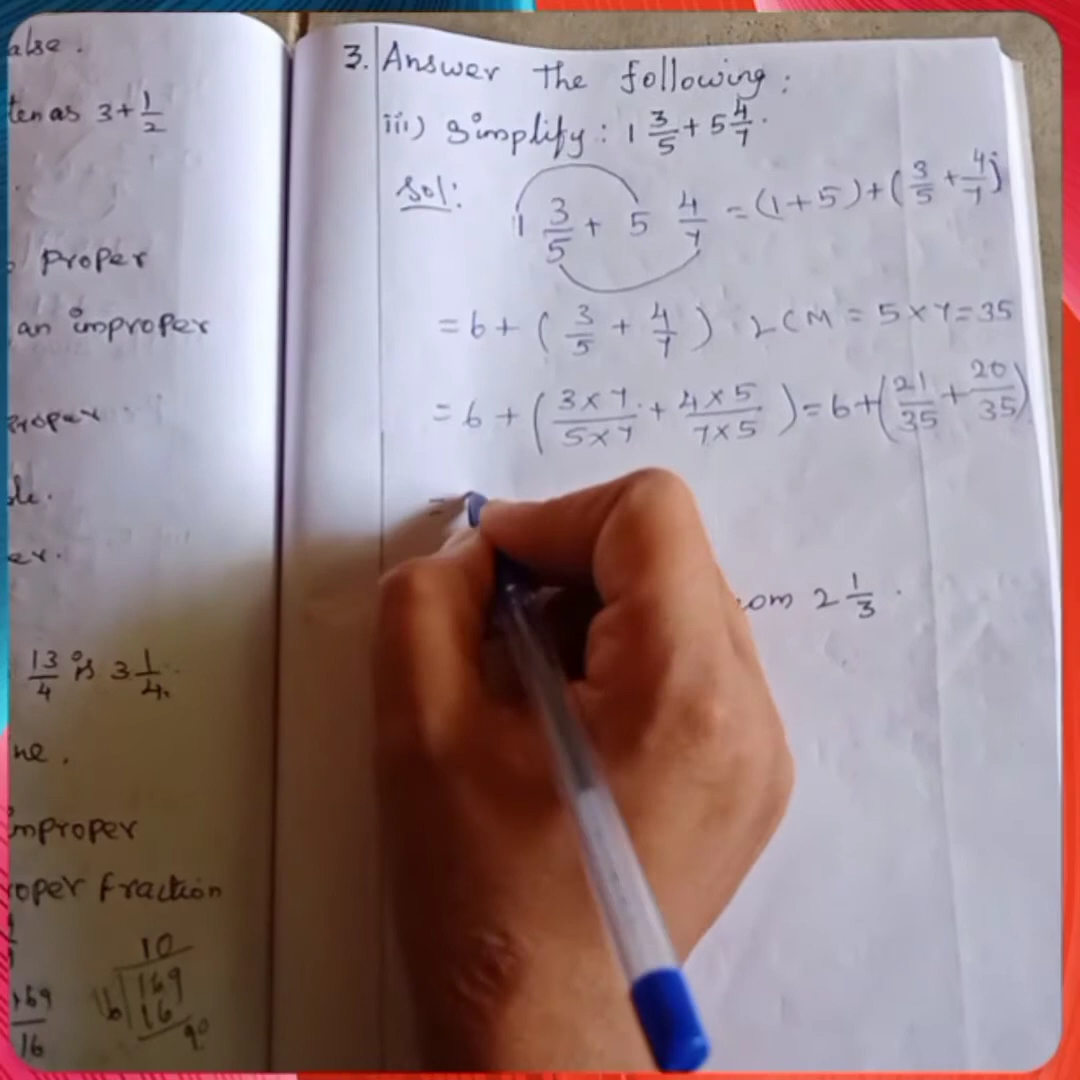 alse.
ten as 3+1/2
Proper
an improper
roper
ble.
er.
13/4 is 3 1/4.
ne.
improper
roper fraction
10
169
16
169
16
16
9
3. Answer the following:
iii) Simplify: 1 3/5 + 5 4/7.
Sol: 1 3/5 + 5 4/7 = (1+5)+(3/5 + 4/7)
= 6 + (3/5 + 4/7) LCM = 5×7=35
= 6 + (3×7/5×7 + 4×5/7×5) = 6+(21/35 + 20/35)
=
om 2 1/3.